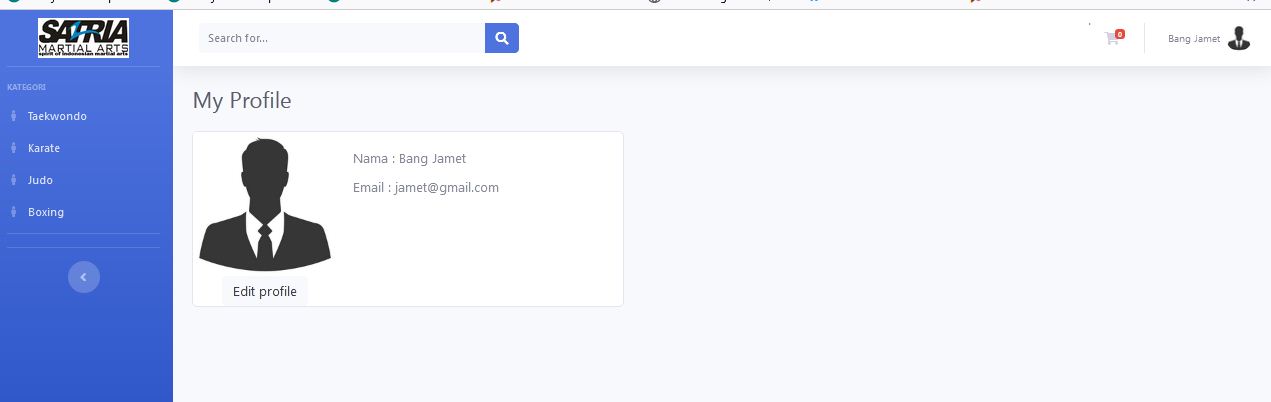 SATRIA
MARTIAL ARTS
spirit of indonesian martial arts
Search for...
0
Bang Jamet
KATEGORI
Taekwondo
Karate
Judo
Boxing
My Profile
Nama : Bang Jamet
Email : jamet@gmail.com
Edit profile